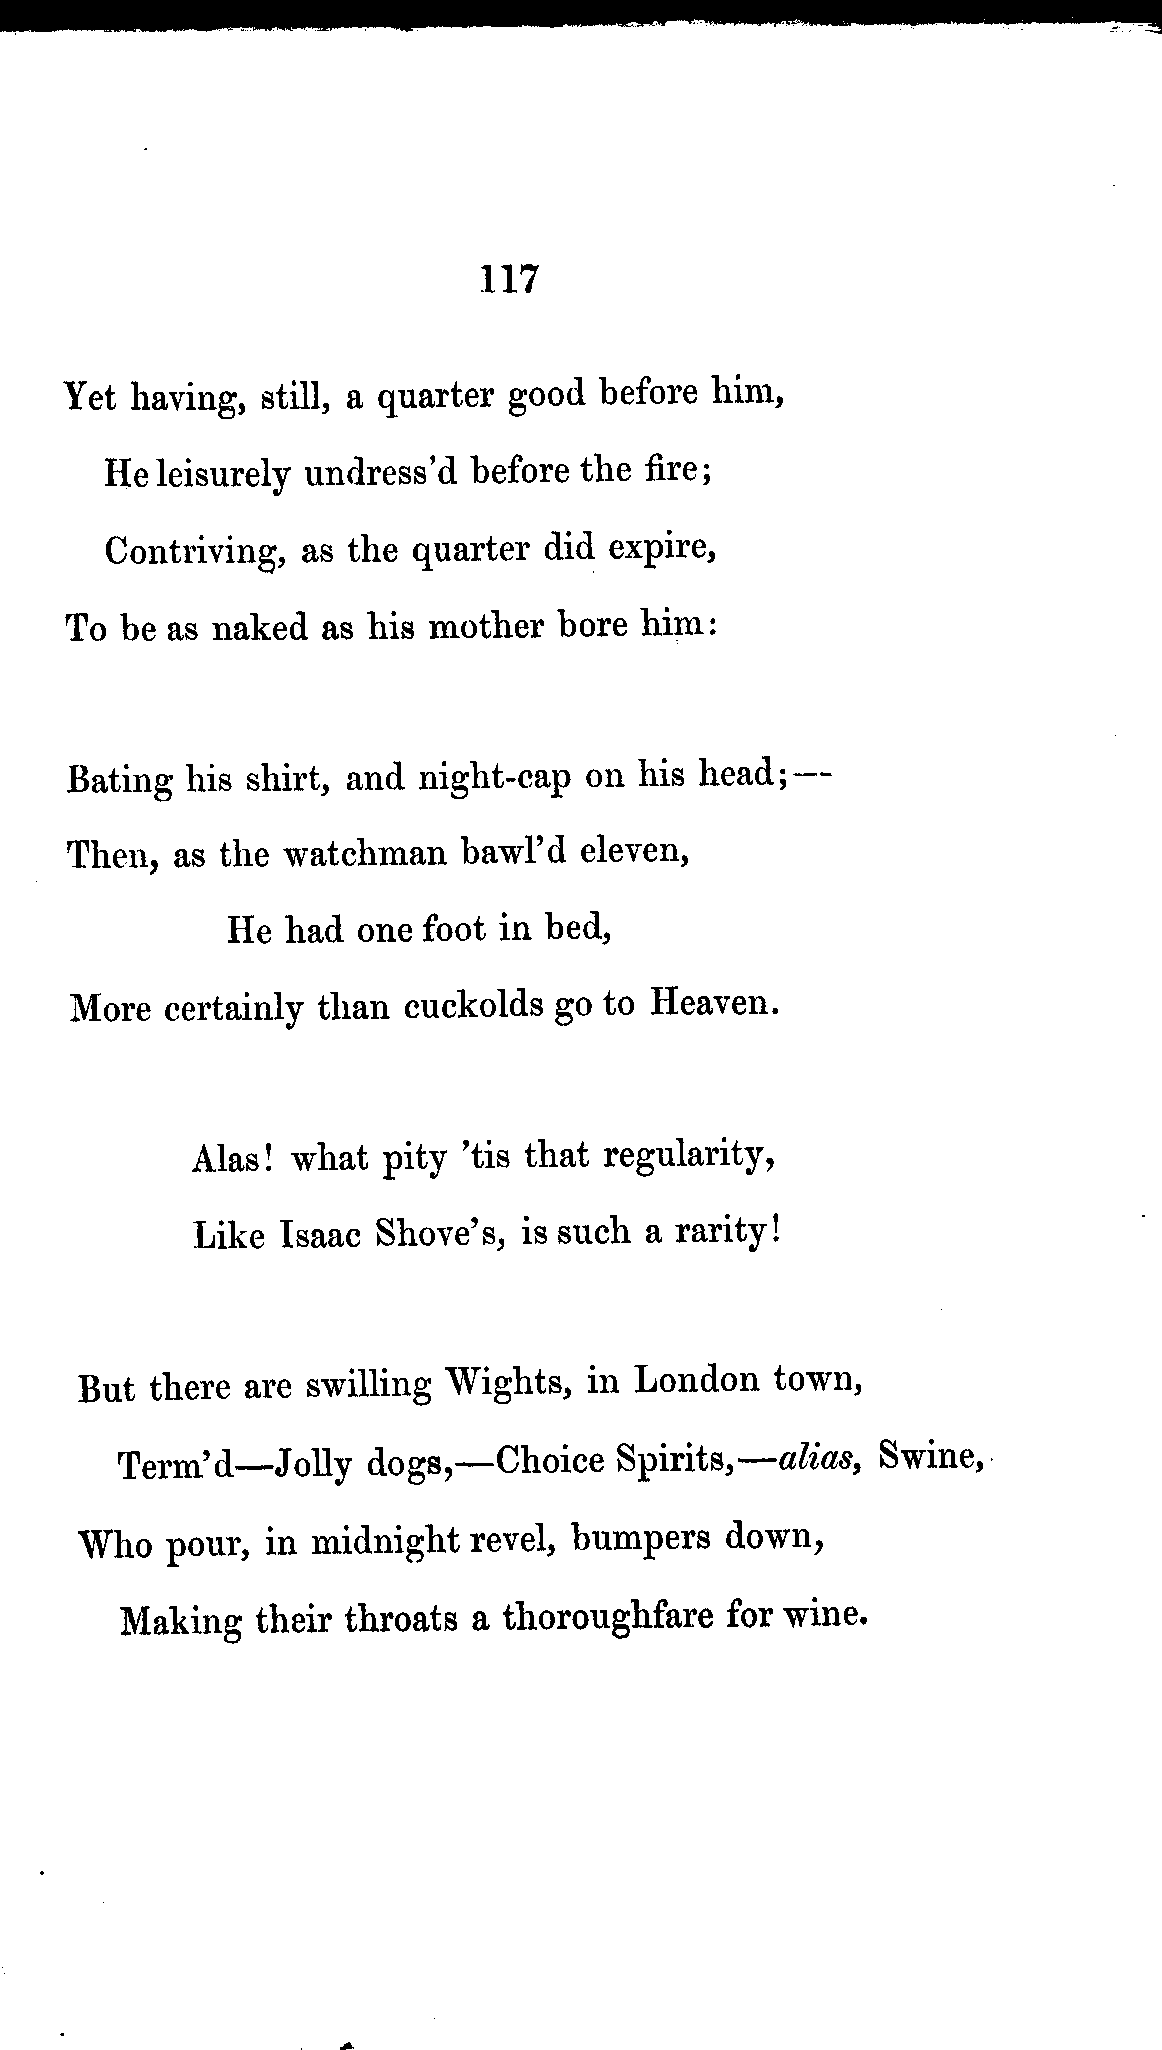 117
Yet having, still, a quarter good before him,
He leisurely undress'd before the fire;
Contriving, as the quarter did expire,
To be as naked as his mother bore him:
Bating his shirt, and night-cap on his head;—
Then, as the watchman bawl'd eleven,
He had one foot in bed,
More certainly than cuckolds go to Heaven.
Alas! what pity 'tis that regularity,
Like Isaac Shove's, is such a rarity!
But there are swilling Wights, in London town,
Term'd—Jolly dogs,—Choice Spirits,—alias, Swine,
Who pour, in midnight revel, bumpers down,
Making their throats a thoroughfare for wine.